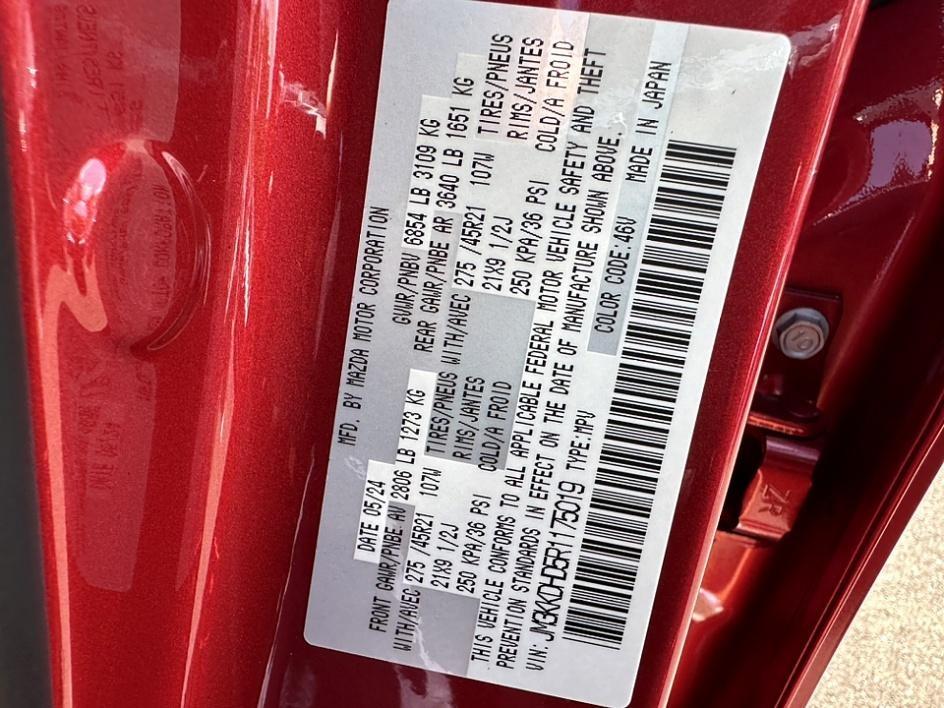 MFD. BY MAZDA MOTOR CORPORATION
DATE 05/24 GVWR/PNBV 6854 LB 3109 KG
FRONT GAWR/PNBE AV 2806 LB 1273 KG REAR GAWR/PNBE AR 3640 LB 1651 KG
WITH/AVEC 275 /45R21 107W TIRES/PNEUS WITH/AVEC 275 /45R21 107W TIRES/PNEUS
21X9 1/2J RIMS/JANTES 21X9 1/2J RIMS/JANTES
250 KPA/36 PSI COLD/A FROID 250 KPA/36 PSI COLD/A FROID
THIS VEHICLE CONFORMS TO ALL APPLICABLE FEDERAL MOTOR VEHICLE SAFETY AND THEFT
PREVENTION STANDARDS IN EFFECT ON THE DATE OF MANUFACTURE SHOWN ABOVE.
VIN: JM3KKCHD5R1175019 TYPE:MPV COLOR CODE:46V MADE IN JAPAN
10